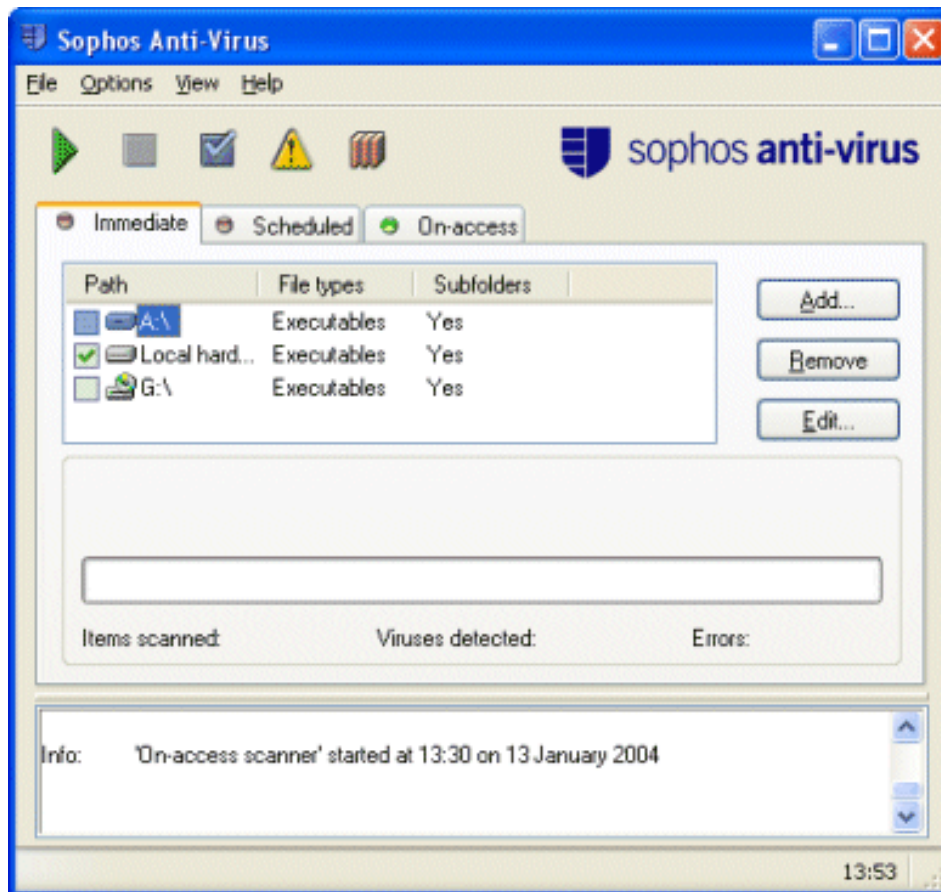 Sophos Anti-Virus
File Options View Help
sophos anti-virus
Immediate Scheduled On-access
Path File types Subfolders
A:\ Executables Yes
Local hard... Executables Yes
G:\ Executables Yes
Add...
Remove
Edit...
Items scanned: Viruses detected: Errors:
Info: 'On-access scanner' started at 13:30 on 13 January 2004
13:53